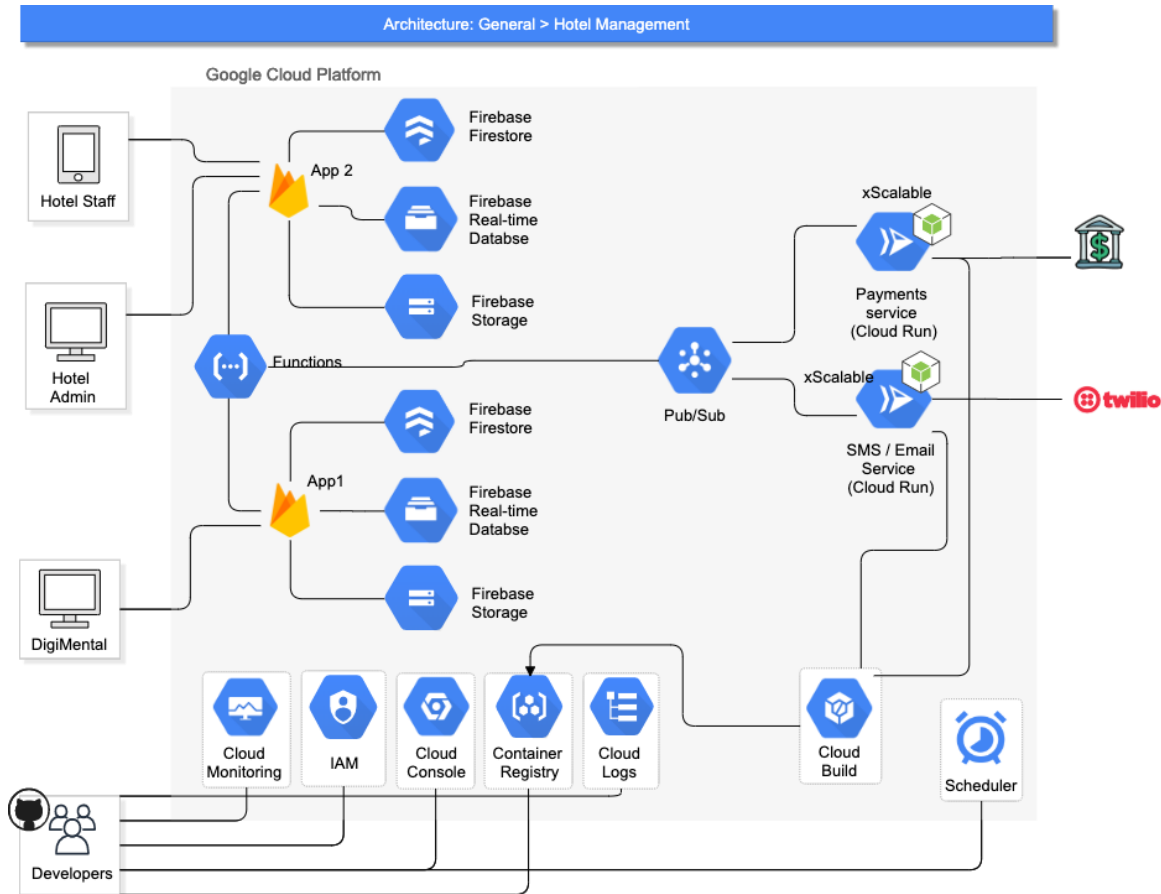 Architecture: General > Hotel Management
Google Cloud Platform
Hotel Staff
App 2
Firebase
Firestore
Firebase
Real-time
Databse
Firebase
Storage
Hotel
Admin
Functions
Pub/Sub
xScalable
Payments
service
(Cloud Run)
xScalable
SMS / Email
Service
(Cloud Run)
twilio
App1
Firebase
Firestore
Firebase
Real-time
Databse
Firebase
Storage
DigiMental
Cloud
Monitoring
IAM
Cloud
Console
Container
Registry
Cloud
Logs
Cloud
Build
Scheduler
Developers